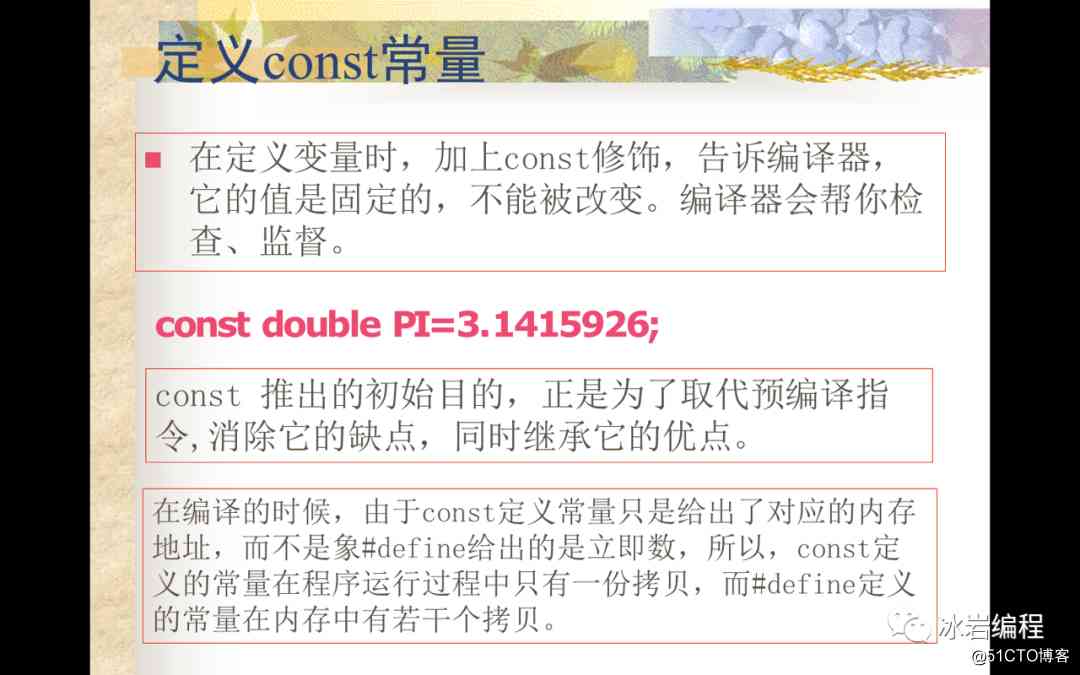 定义const常量
在定义变量时，加上const修饰，告诉编译器，
它的值是固定的，不能被改变。编译器会帮你检
查、监督。
const double PI=3.1415926;
const 推出的初始目的，正是为了取代预编译指
令,消除它的缺点，同时继承它的优点。
在编译的时候，由于const定义常量只是给出了对应的内存
地址，而不是象#define给出的是立即数，所以，const定
义的常量在程序运行过程中只有一份拷贝，而#define定义
的常量在内存中有若干个拷贝。
冰岩编程
@51CTO博客